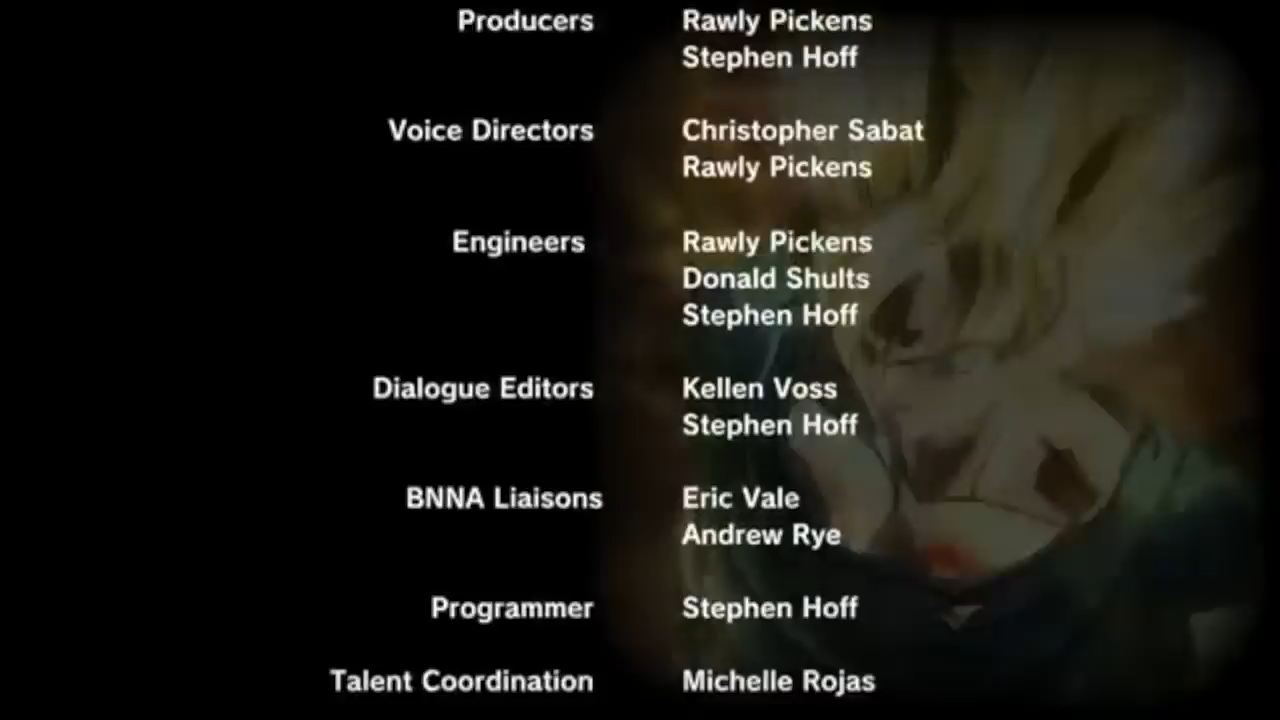 Producers Rawly Pickens
Stephen Hoff
Voice Directors Christopher Sabat
Rawly Pickens
Engineers Rawly Pickens
Donald Shults
Stephen Hoff
Dialogue Editors Kellen Voss
Stephen Hoff
BNNA Liaisons Eric Vale
Andrew Rye
Programmer Stephen Hoff
Talent Coordination Michelle Rojas